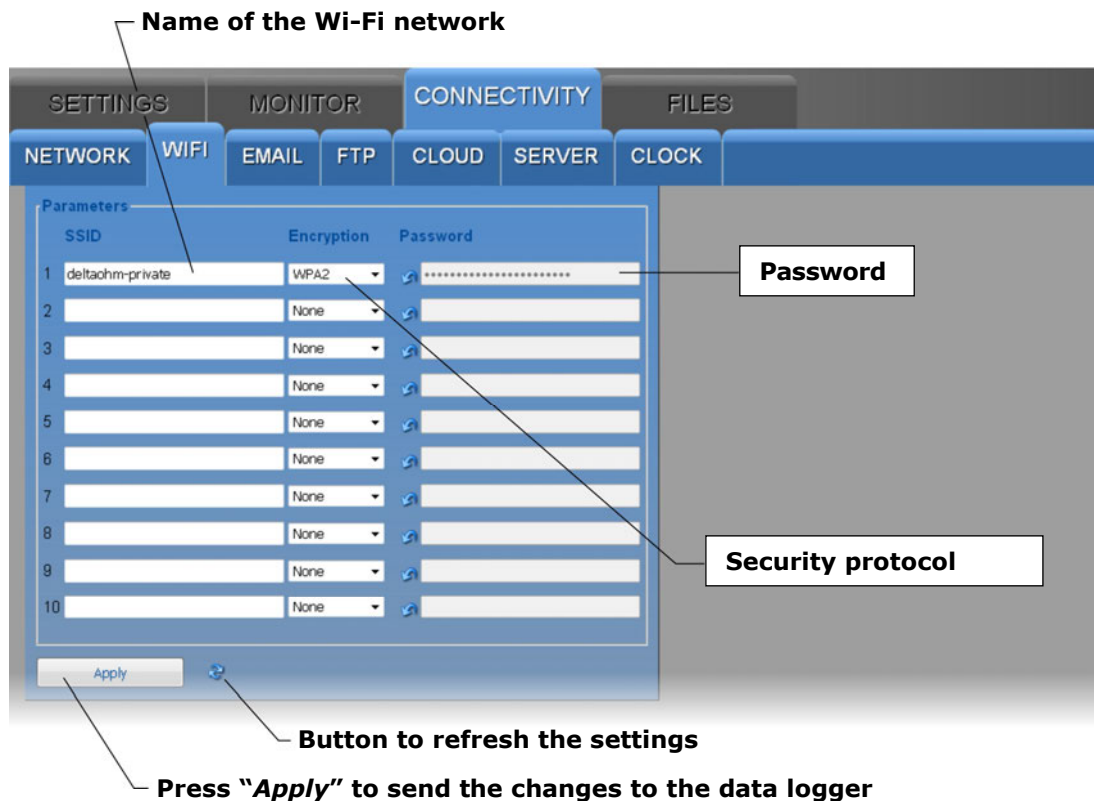 Name of the Wi-Fi network
SETTINGS MONITOR CONNECTIVITY FILES
NETWORK WIFI EMAIL FTP CLOUD SERVER CLOCK
Parameters
SSID Encryption Password
1 deltaohm-private WPA2 ••••••••••••••••••••••• Password
2 None
3 None
4 None
5 None
6 None
7 None
8 None
Security protocol
9 None
10 None
Apply
Button to refresh the settings
Press “Apply” to send the changes to the data logger